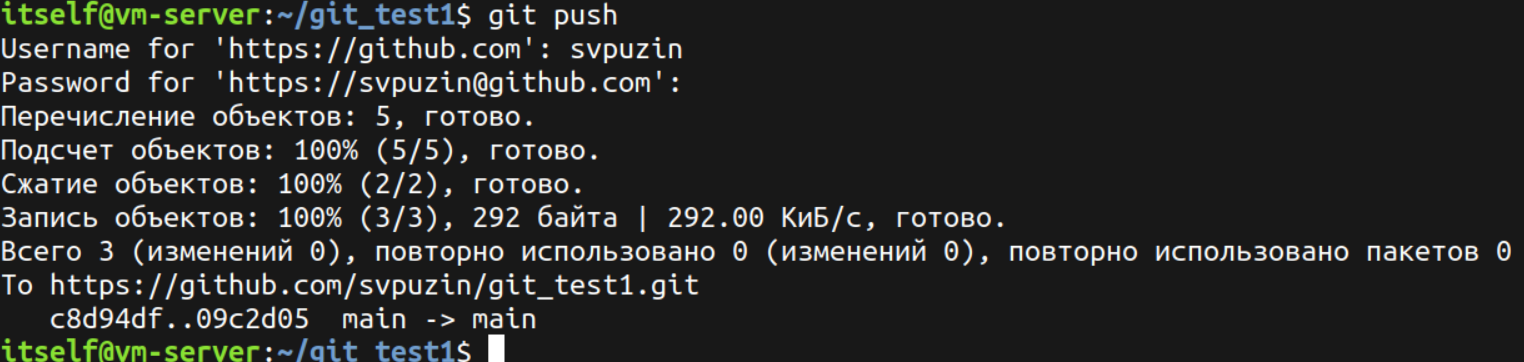 itself@vm-server:~/git_test1$ git push
Username for 'https://github.com': svpuzin
Password for 'https://svpuzin@github.com':
Перечисление объектов: 5, готово.
Подсчет объектов: 100% (5/5), готово.
Сжатие объектов: 100% (2/2), готово.
Запись объектов: 100% (3/3), 292 байта | 292.00 КиБ/с, готово.
Всего 3 (изменений 0), повторно использовано 0 (изменений 0), повторно использовано пакетов 0
To https://github.com/svpuzin/git_test1.git
   c8d94df..09c2d05  main -> main
itself@vm-server:~/git_test1$